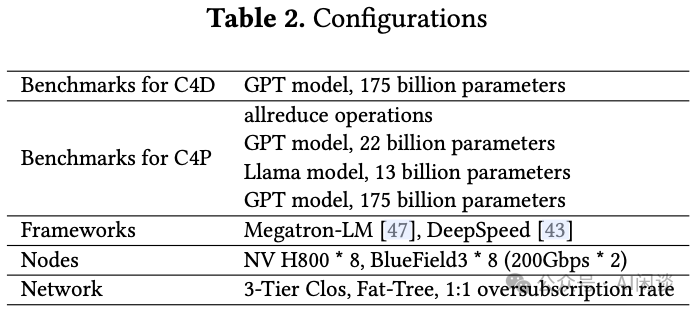 Table 2. Configurations
Benchmarks for C4D GPT model, 175 billion parameters
allreduce operations
GPT model, 22 billion parameters
Benchmarks for C4P
Llama model, 13 billion parameters
GPT model, 175 billion parameters
Frameworks Megatron-LM [47], DeepSpeed [43]
Nodes NV H800 * 8, BlueField3 * 8 (200Gbps * 2)
Network 3-Tier Clos, Fat-Tree, 1:1 oversubscription rate
公众号 · AI闲谈